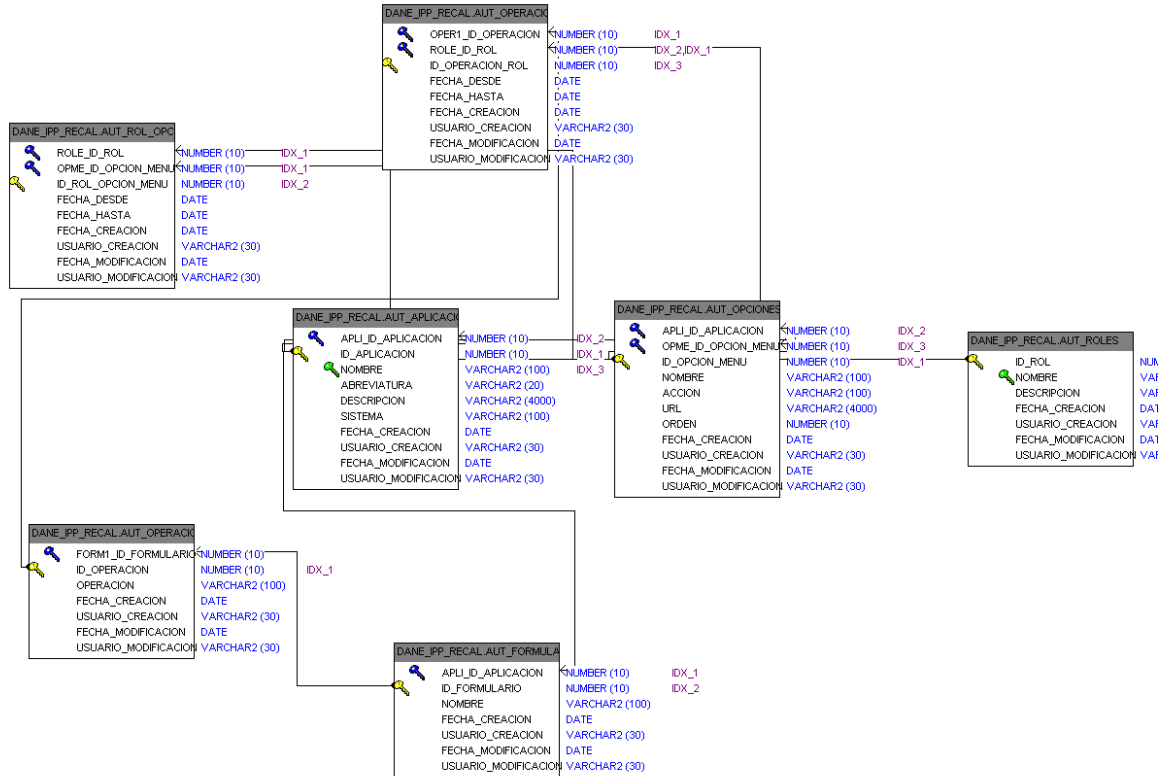 DANE_IPP_RECAL.AUT_OPERACIO
OPER1_ID_OPERACION NUMBER (10) IDX_1
ROLE_ID_ROL NUMBER (10) IDX_2,IDX_1
ID_OPERACION_ROL NUMBER (10) IDX_3
FECHA_DESDE DATE
FECHA_HASTA DATE
FECHA_CREACION DATE
USUARIO_CREACION VARCHAR2 (30)
FECHA_MODIFICACION DATE
USUARIO_MODIFICACION VARCHAR2 (30)
DANE_IPP_RECAL.AUT_ROL_OPC
ROLE_ID_ROL NUMBER (10) IDX_1
OPME_ID_OPCION_MENU NUMBER (10) IDX_1
ID_ROL_OPCION_MENU NUMBER (10) IDX_2
FECHA_DESDE DATE
FECHA_HASTA DATE
FECHA_CREACION DATE
USUARIO_CREACION VARCHAR2 (30)
FECHA_MODIFICACION DATE
USUARIO_MODIFICACION VARCHAR2 (30)
DANE_IPP_RECAL.AUT_APLICACI
APLI_ID_APLICACION NUMBER (10) IDX_2
ID_APLICACION NUMBER (10) IDX_1
NOMBRE VARCHAR2 (100) IDX_3
ABREVIATURA VARCHAR2 (20)
DESCRIPCION VARCHAR2 (4000)
SISTEMA VARCHAR2 (100)
FECHA_CREACION DATE
USUARIO_CREACION VARCHAR2 (30)
FECHA_MODIFICACION DATE
USUARIO_MODIFICACION VARCHAR2 (30)
DANE_IPP_RECAL.AUT_OPCIONES
APLI_ID_APLICACION NUMBER (10) IDX_2
OPME_ID_OPCION_MENU NUMBER (10) IDX_3
ID_OPCION_MENU NUMBER (10) IDX_1
NOMBRE VARCHAR2 (100)
ACCION VARCHAR2 (100)
URL VARCHAR2 (4000)
ORDEN NUMBER (10)
FECHA_CREACION DATE
USUARIO_CREACION VARCHAR2 (30)
FECHA_MODIFICACION DATE
USUARIO_MODIFICACION VARCHAR2 (30)
DANE_IPP_RECAL.AUT_ROLES
ID_ROL NUM
NOMBRE VAR
DESCRIPCION VAR
FECHA_CREACION DAT
USUARIO_CREACION VAR
FECHA_MODIFICACION DAT
USUARIO_MODIFICACION VAR
DANE_IPP_RECAL.AUT_OPERACIO
FORM1_ID_FORMULARIO NUMBER (10)
ID_OPERACION NUMBER (10) IDX_1
OPERACION VARCHAR2 (100)
FECHA_CREACION DATE
USUARIO_CREACION VARCHAR2 (30)
FECHA_MODIFICACION DATE
USUARIO_MODIFICACION VARCHAR2 (30)
DANE_IPP_RECAL.AUT_FORMULA
APLI_ID_APLICACION NUMBER (10) IDX_1
ID_FORMULARIO NUMBER (10) IDX_2
NOMBRE VARCHAR2 (100)
FECHA_CREACION DATE
USUARIO_CREACION VARCHAR2 (30)
FECHA_MODIFICACION DATE
USUARIO_MODIFICACION VARCHAR2 (30)